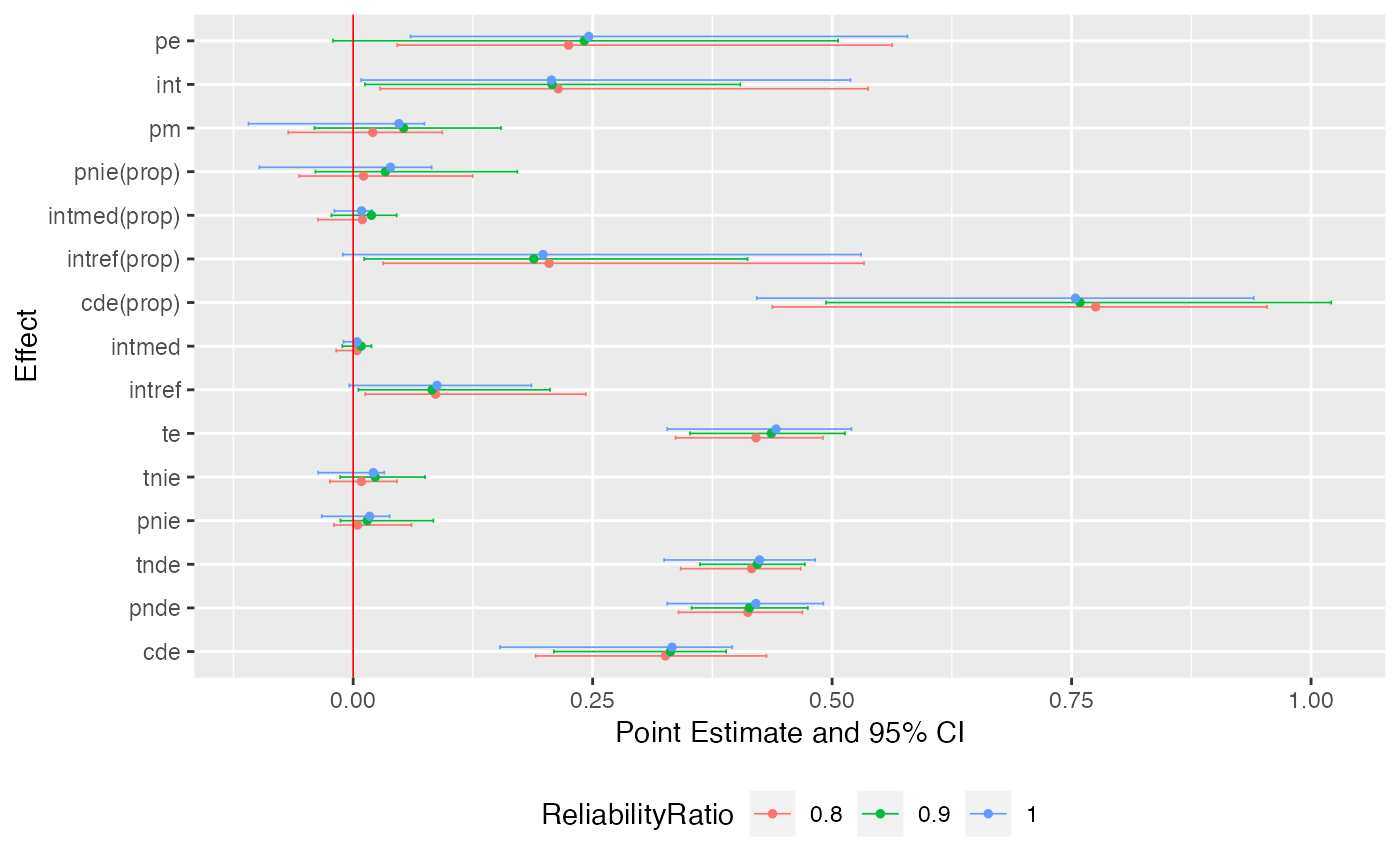 pe
int
pm
pnie(prop)
intmed(prop)
intref(prop)
cde(prop)
intmed
intref
te
tnie
pnie
tnde
pnde
cde
Effect
0.00 0.25 0.50 0.75 1.00
Point Estimate and 95% CI
ReliabilityRatio 0.8 0.9 1